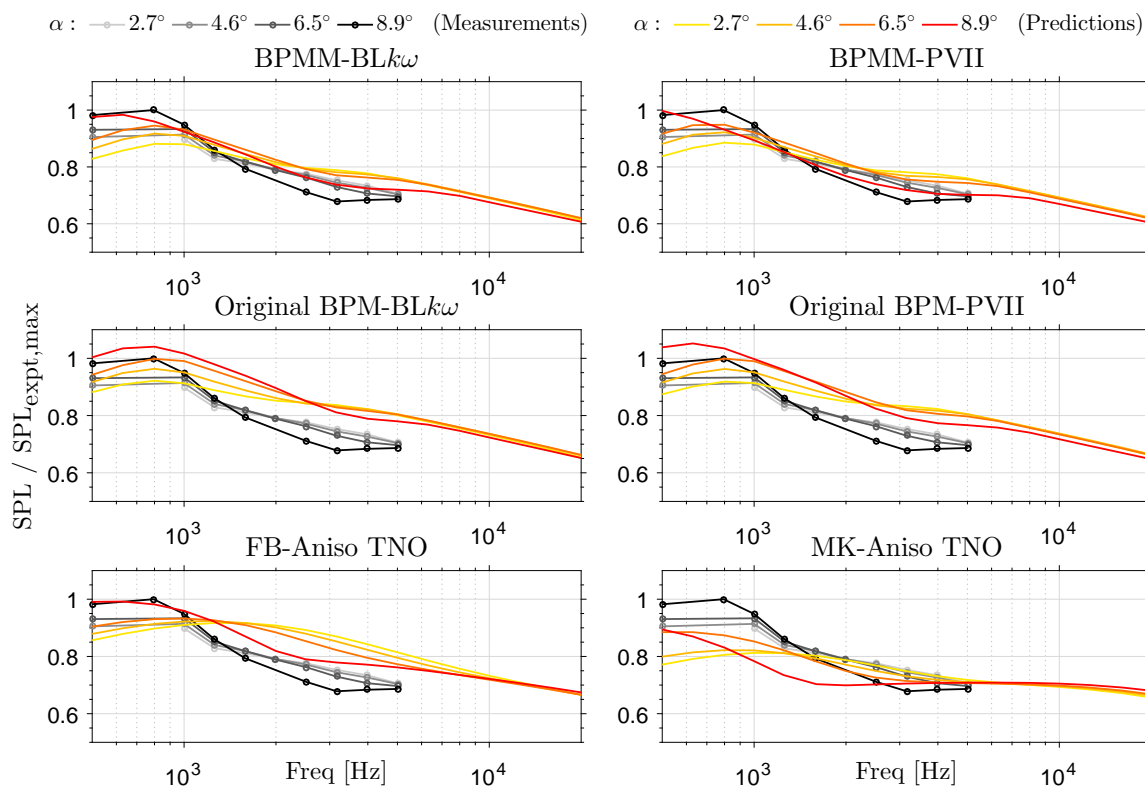 α : 2.7° 4.6° 6.5° 8.9° (Measurements) α : 2.7° 4.6° 6.5° 8.9° (Predictions)
BPMM-BLkω BPMM-PVII
1 1
0.8 0.8
0.6 0.6
10³ 10⁴ 10³ 10⁴
Original BPM-BLkω Original BPM-PVII
SPL / SPLexpt,max
1 1
0.8 0.8
0.6 0.6
10³ 10⁴ 10³ 10⁴
FB-Aniso TNO MK-Aniso TNO
1 1
0.8 0.8
0.6 0.6
10³ 10⁴ 10³ 10⁴
Freq [Hz] Freq [Hz]